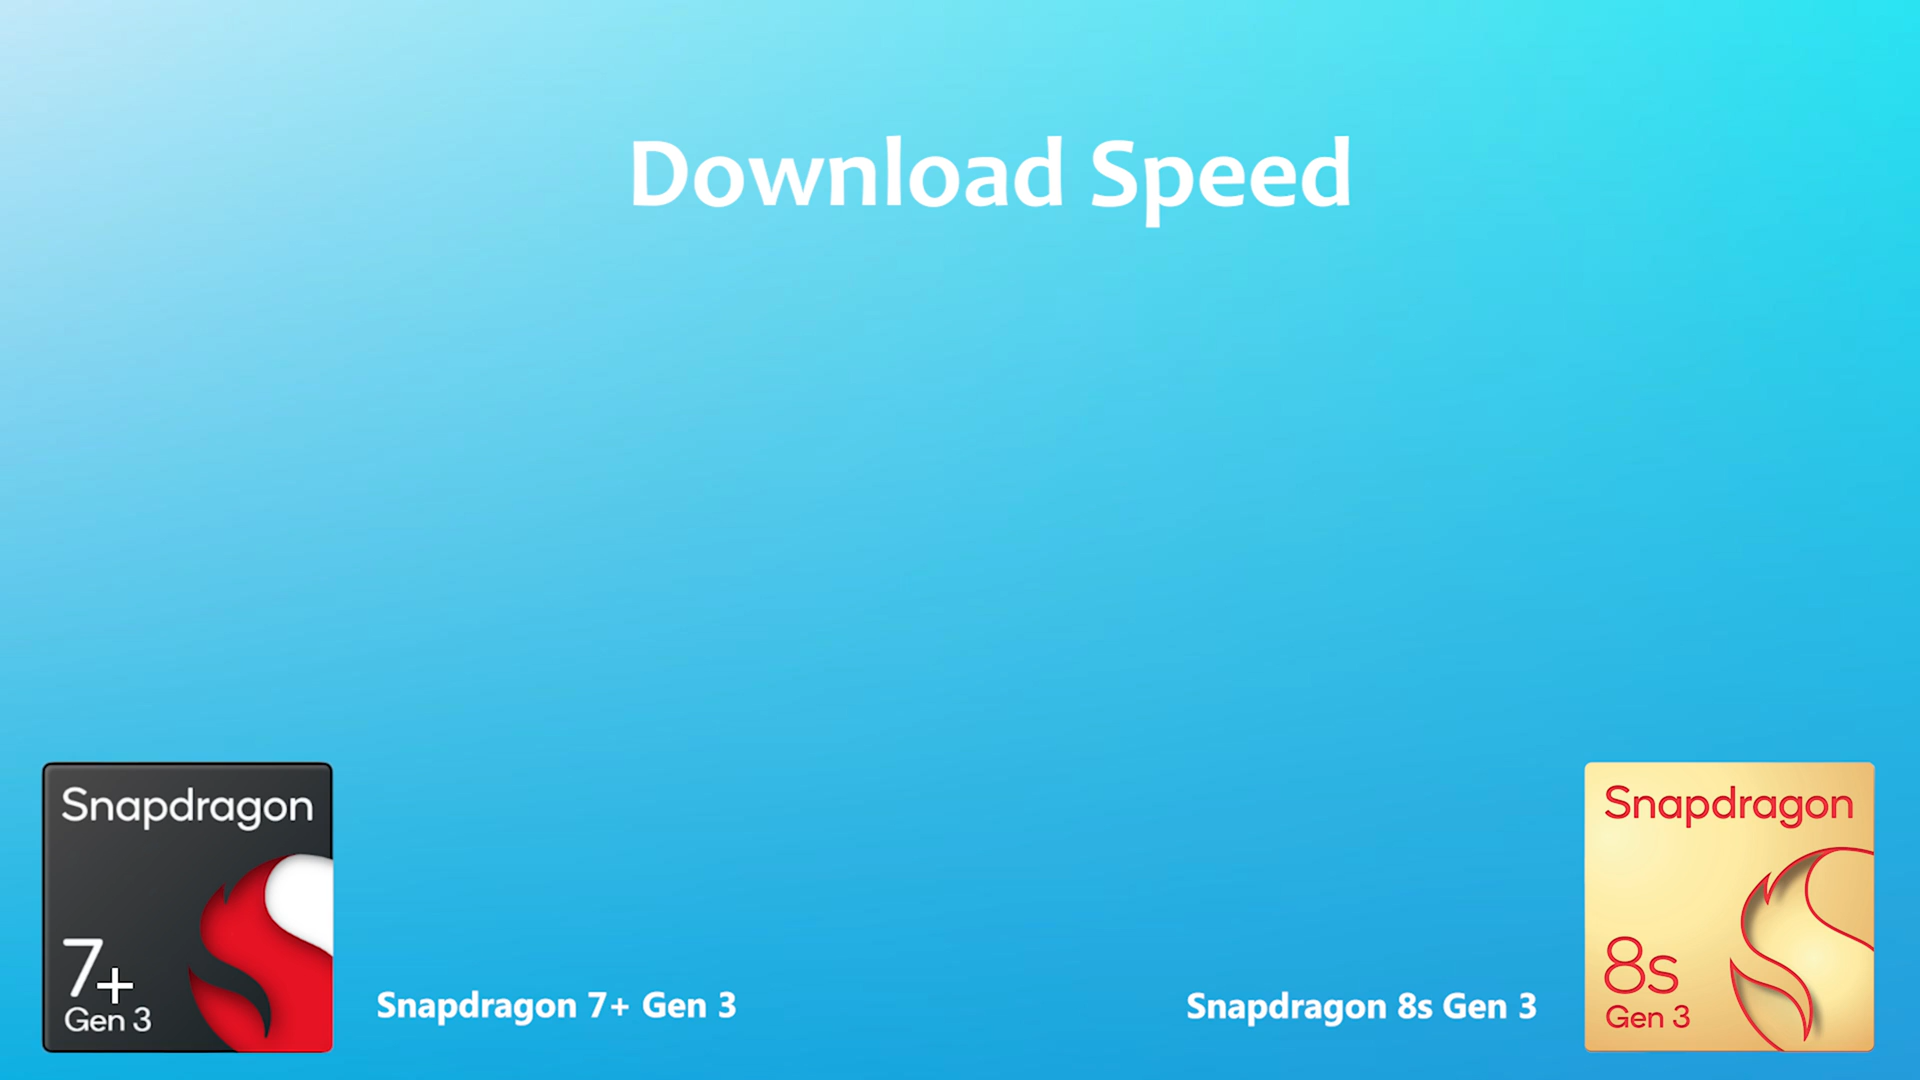 Download Speed
Snapdragon
7+
Gen 3
Snapdragon 7+ Gen 3
Snapdragon 8s Gen 3
Snapdragon
8s
Gen 3